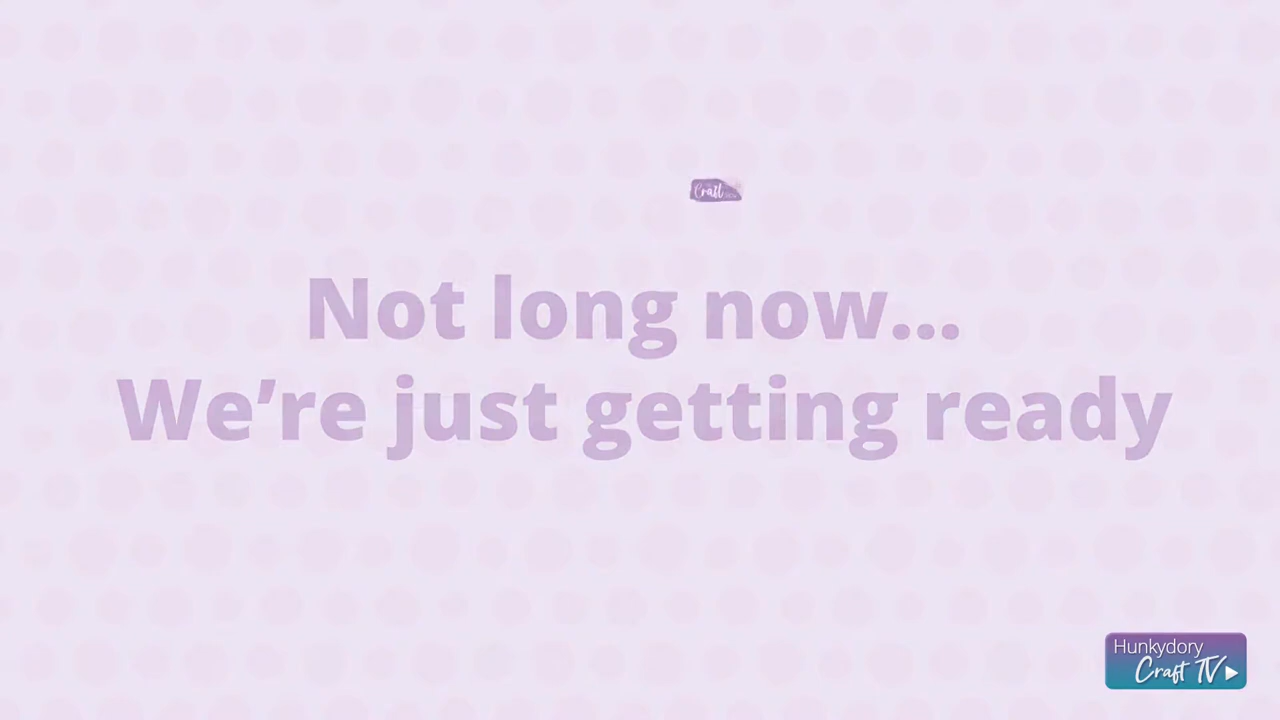 Craft
Not long now...
We’re just getting ready
Hunkydory
Craft TV